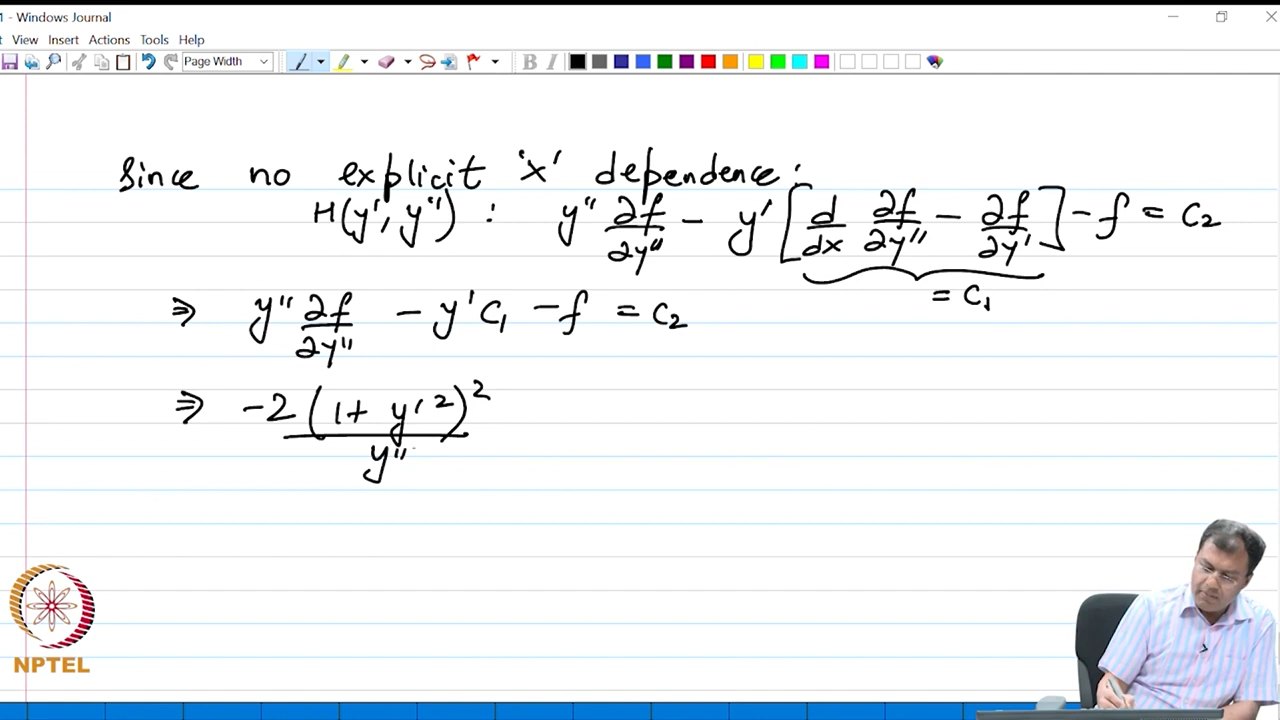 1 - Windows Journal
t View Insert Actions Tools Help
Page Width B I
Since no explicit 'x' dependence:
H(y', y'') : y'' ∂f/∂y'' - y' [d/dx ∂f/∂y'' - ∂f/∂y'] - f = c₂
= c₁
⇒ y'' ∂f/∂y'' - y' c₁ - f = c₂
⇒ -2 (1 + y'²)²/y''
NPTEL